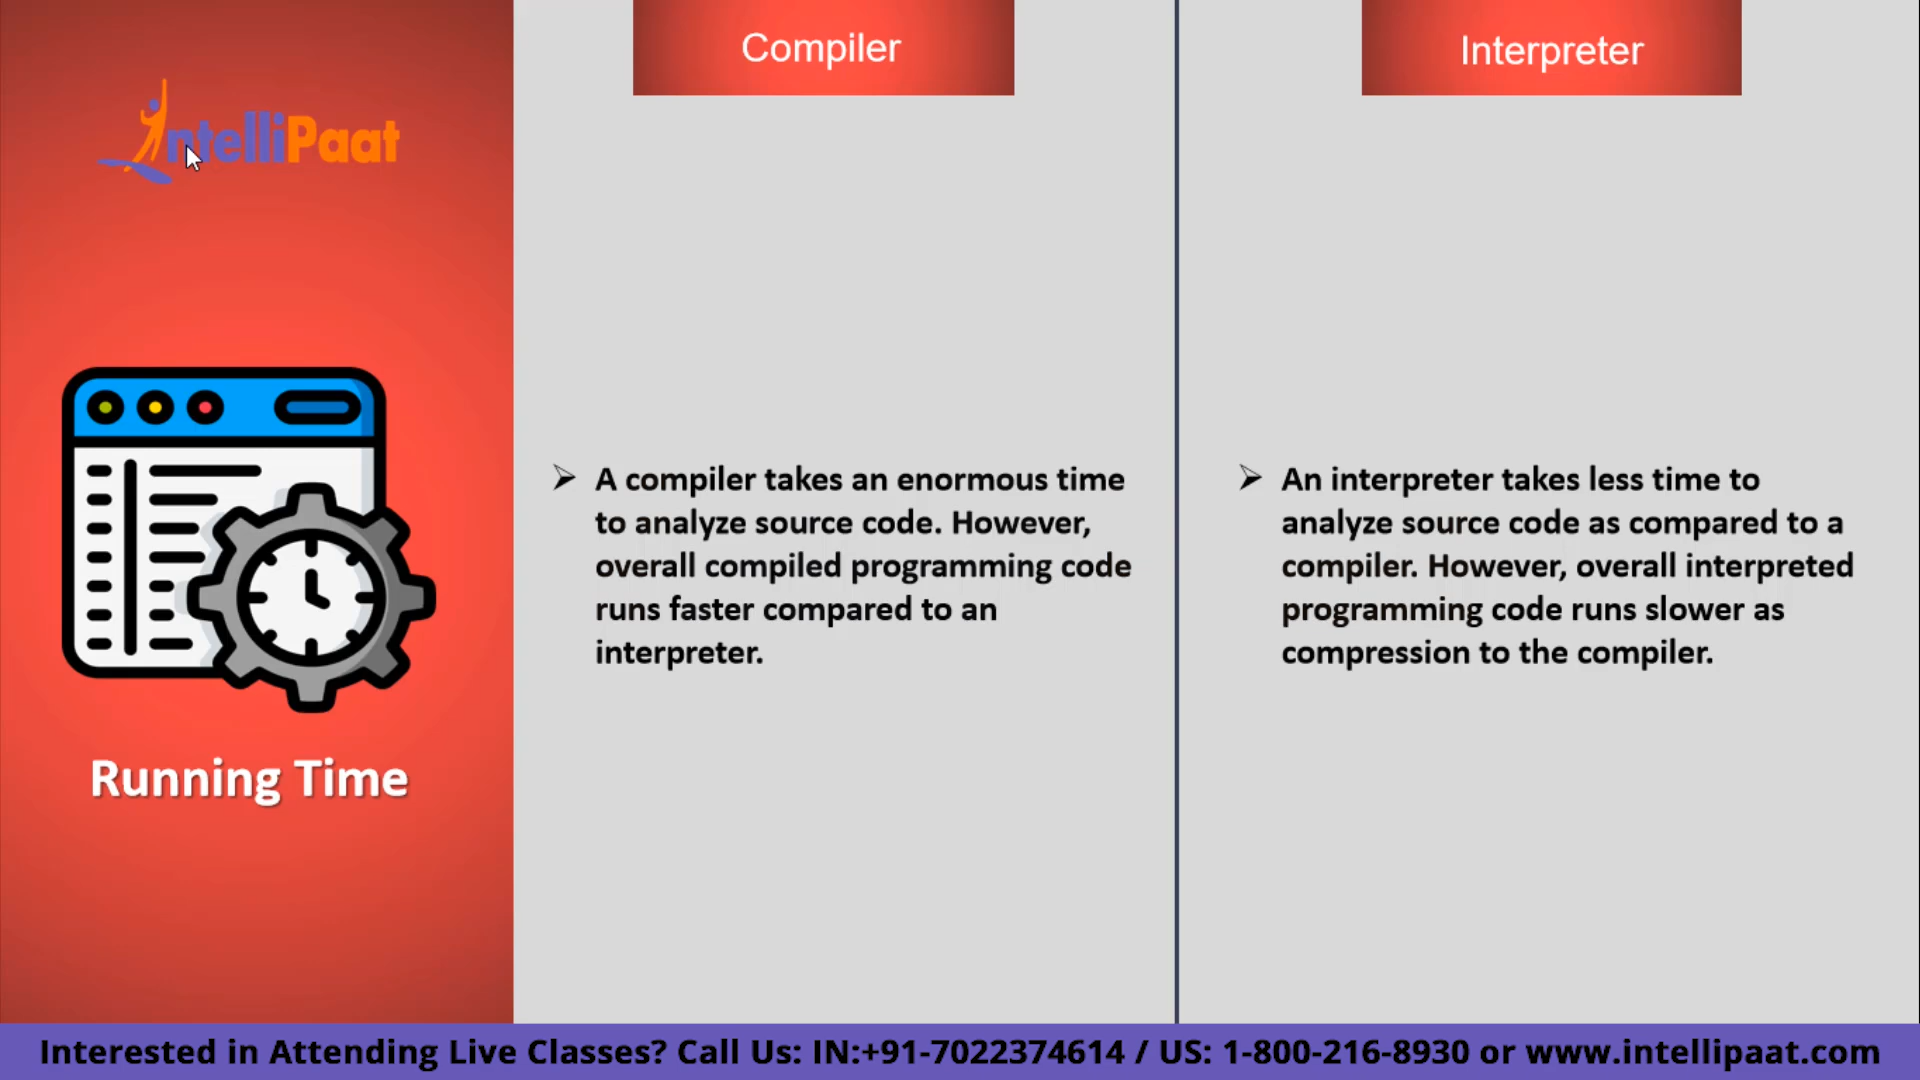 IntelliPaat
Running Time
Compiler
A compiler takes an enormous time
to analyze source code. However,
overall compiled programming code
runs faster compared to an
interpreter.
Interpreter
An interpreter takes less time to
analyze source code as compared to a
compiler. However, overall interpreted
programming code runs slower as
compression to the compiler.
Interested in Attending Live Classes? Call Us: IN:+91-7022374614 / US: 1-800-216-8930 or www.intellipaat.com